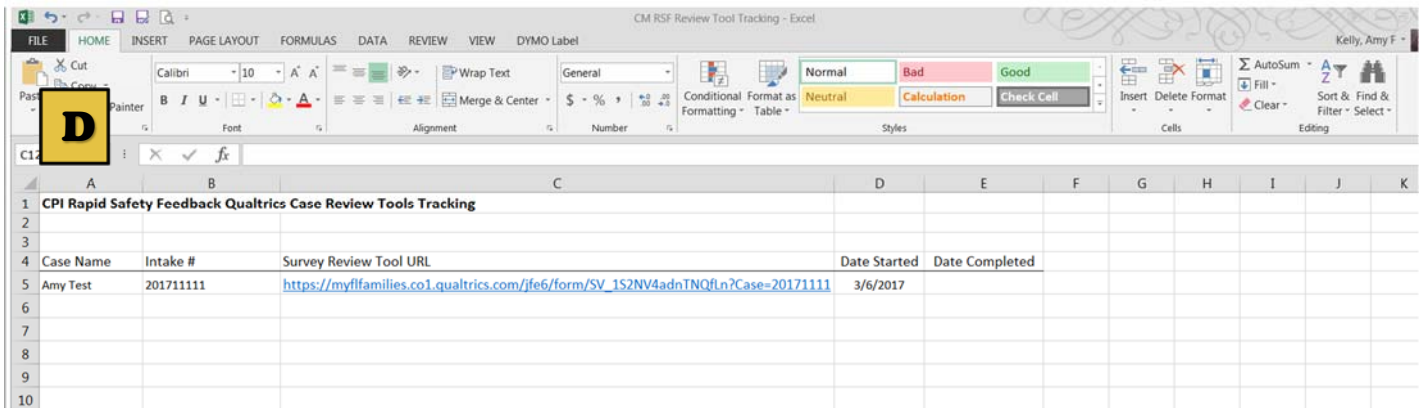 CM RSF Review Tool Tracking - Excel
FILE HOME INSERT PAGE LAYOUT FORMULAS DATA REVIEW VIEW DYMO Label Kelly, Amy F
Cut Calibri 10 A A Wrap Text General Normal Bad Good AutoSum
Copy Fill
Painter B I U A Merge & Center $ % , Conditional Formatting Format as Table Neutral Calculation Check Cell Insert Delete Format Clear Sort & Filter Find & Select
Font Alignment Number Styles Cells Editing
D
fx
A B C D E F G H I J K
1 CPI Rapid Safety Feedback Qualtrics Case Review Tools Tracking
2
3
4 Case Name Intake # Survey Review Tool URL Date Started Date Completed
5 Amy Test 201711111 https://myflfamilies.co1.qualtrics.com/jfe6/form/SV_1S2NV4adnTNQfLn?Case=20171111 3/6/2017
6
7
8
9
10